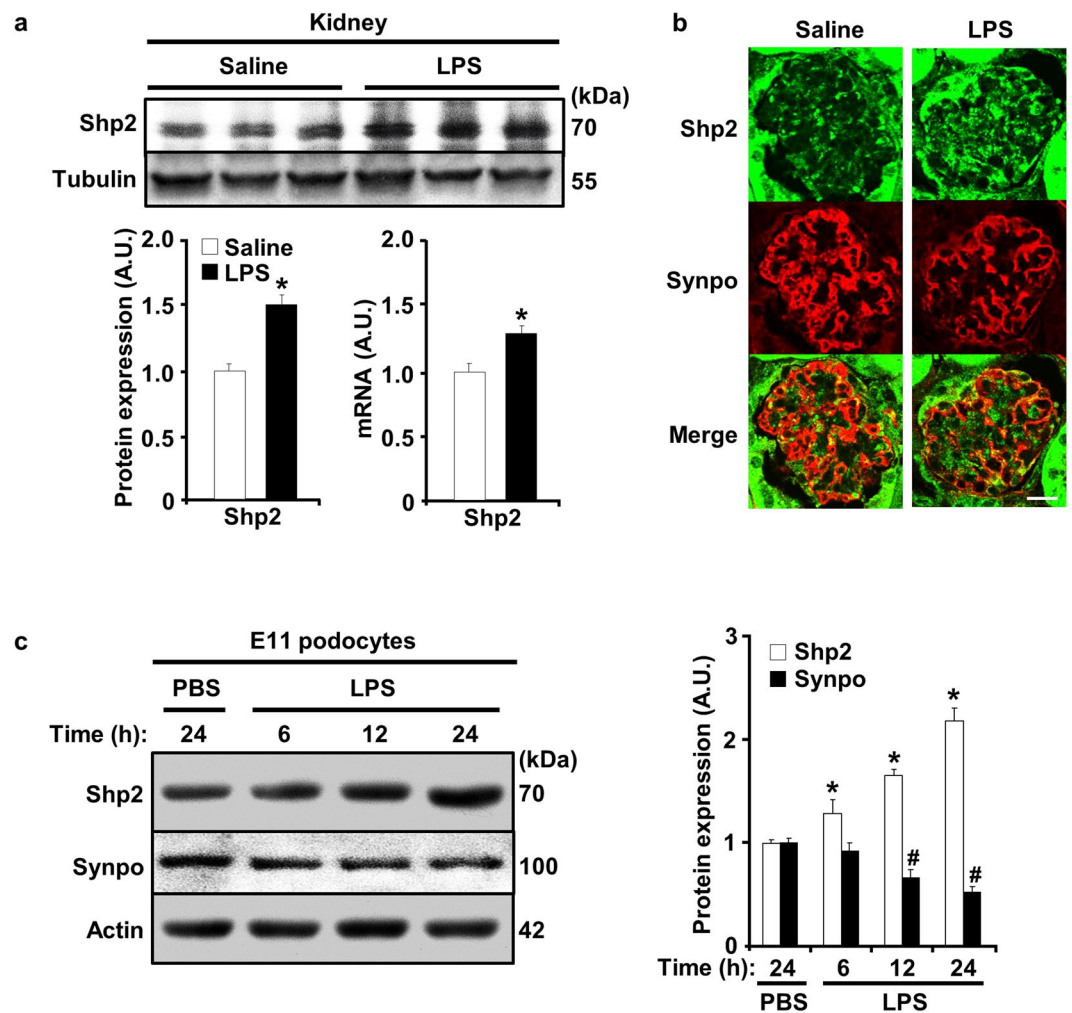 a
Kidney
Saline LPS
(kDa)
Shp2 70
Tubulin 55
Protein expression (A.U.)
2.0
1.5
1.0
0.5
0
Saline
LPS
*
Shp2
mRNA (A.U.)
2.0
1.5
1.0
0.5
0
*
Shp2
b
Saline LPS
Shp2
Synpo
Merge
c
E11 podocytes
PBS LPS
Time (h): 24 6 12 24
(kDa)
Shp2 70
Synpo 100
Actin 42
Protein expression (A.U.)
3
2
1
0
Shp2
Synpo
* * *
# #
Time (h): 24 6 12 24
PBS LPS